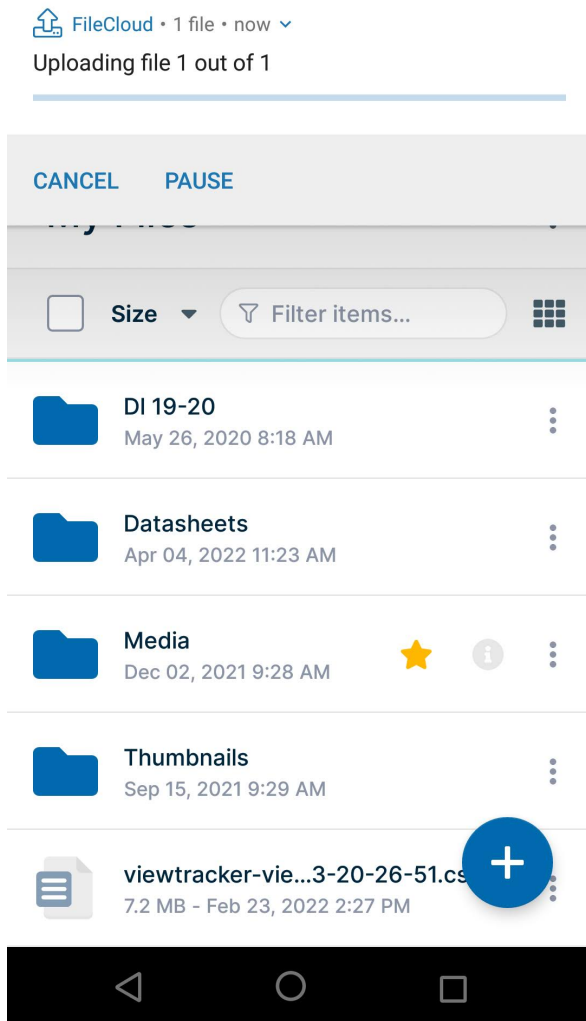 FileCloud • 1 file • now
Uploading file 1 out of 1
CANCEL PAUSE
My Files
Size Filter items...
DI 19-20
May 26, 2020 8:18 AM
Datasheets
Apr 04, 2022 11:23 AM
Media
Dec 02, 2021 9:28 AM
Thumbnails
Sep 15, 2021 9:29 AM
viewtracker-vie...3-20-26-51.cs
7.2 MB - Feb 23, 2022 2:27 PM